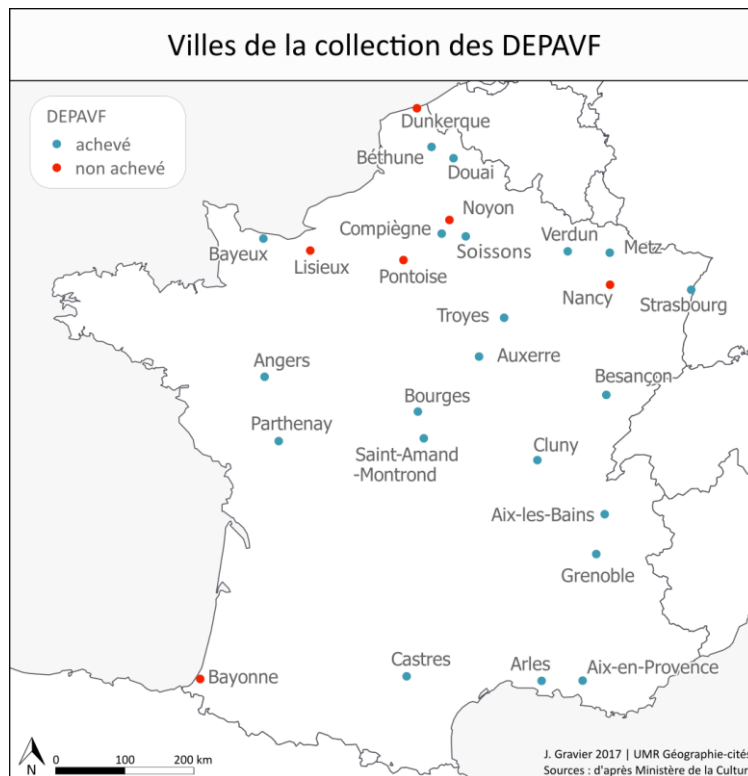 Villes de la collection des DEPAVF
DEPAVF
achevé
non achevé
Dunkerque
Béthune
Douai
Noyon
Compiègne
Soissons
Verdun
Metz
Bayeux
Lisieux
Pontoise
Nancy
Strasbourg
Troyes
Auxerre
Angers
Besançon
Bourges
Parthenay
Saint-Amand
-Montrond
Cluny
Aix-les-Bains
Grenoble
Bayonne
Castres
Arles
Aix-en-Provence
N
0 100 200 km
J. Gravier 2017 | UMR Géographie-cités
Sources : d'après Ministère de la Cultur